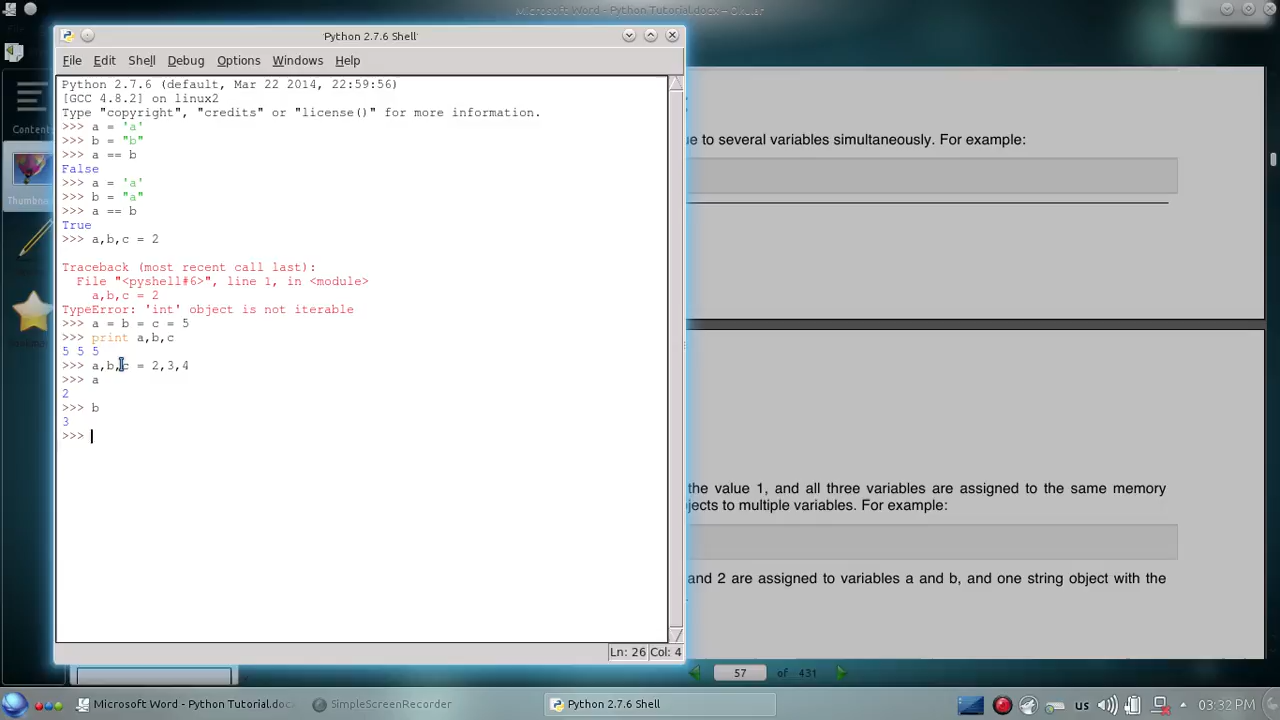 Microsoft Word - Python Tutorial.docx - Okular
Python 2.7.6 Shell
File Edit Shell Debug Options Windows Help
Python 2.7.6 (default, Mar 22 2014, 22:59:56)
[GCC 4.8.2] on linux2
Type "copyright", "credits" or "license()" for more information.
>>> a = 'a'
>>> b = "b"
>>> a == b
False
>>> a = 'a'
>>> b = "a"
>>> a == b
True
>>> a,b,c = 2
Traceback (most recent call last):
File "<pyshell#6>", line 1, in <module>
a,b,c = 2
TypeError: 'int' object is not iterable
>>> a = b = c = 5
>>> print a,b,c
5 5 5
>>> a,b,c = 2,3,4
>>> a
2
>>> b
3
>>>
Ln: 26 Col: 4
Contents
Thumbna
ue to several variables simultaneously. For example:
the value 1, and all three variables are assigned to the same memory
jects to multiple variables. For example:
and 2 are assigned to variables a and b, and one string object with the
57 of 431
Microsoft Word - Python Tutorial.docx SimpleScreenRecorder Python 2.7.6 Shell us 03:32 PM